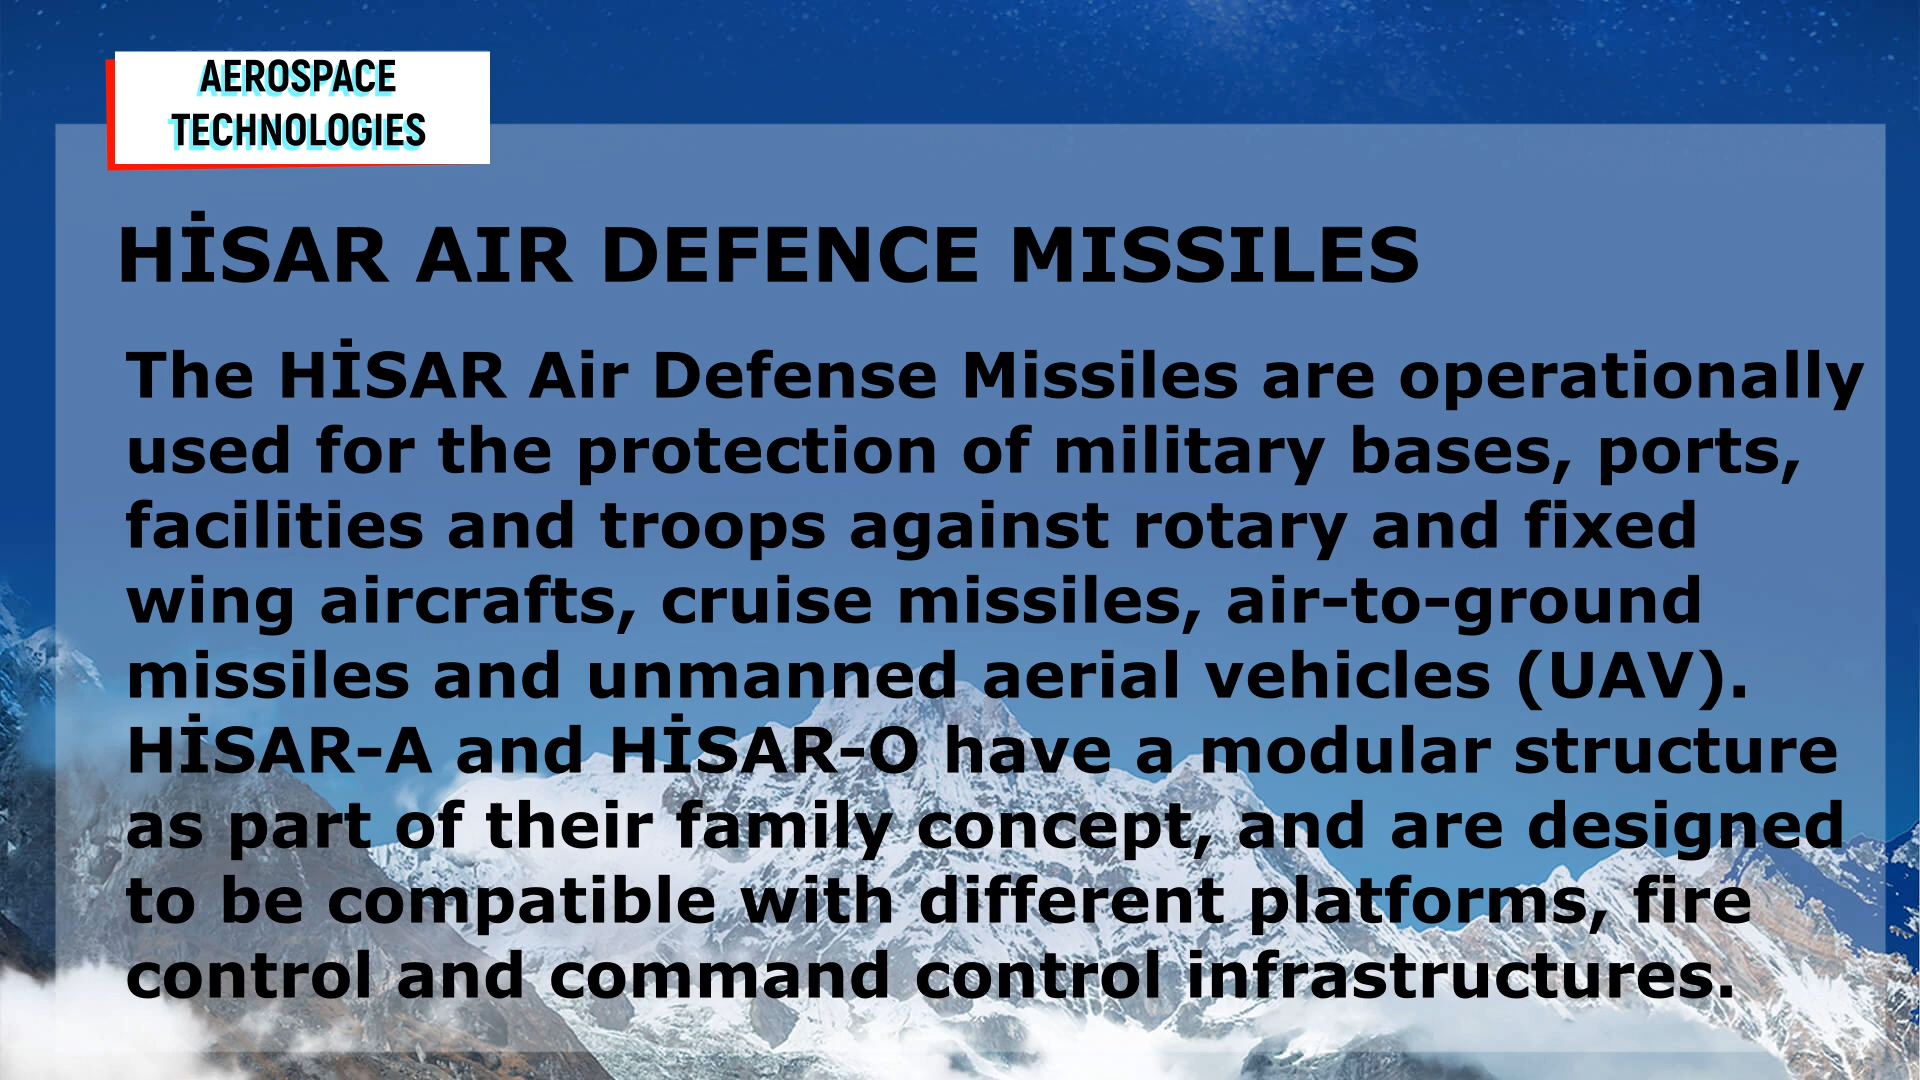 AEROSPACE
TECHNOLOGIES
HİSAR AIR DEFENCE MISSILES
The HİSAR Air Defense Missiles are operationally
used for the protection of military bases, ports,
facilities and troops against rotary and fixed
wing aircrafts, cruise missiles, air-to-ground
missiles and unmanned aerial vehicles (UAV).
HİSAR-A and HİSAR-O have a modular structure
as part of their family concept, and are designed
to be compatible with different platforms, fire
control and command control infrastructures.